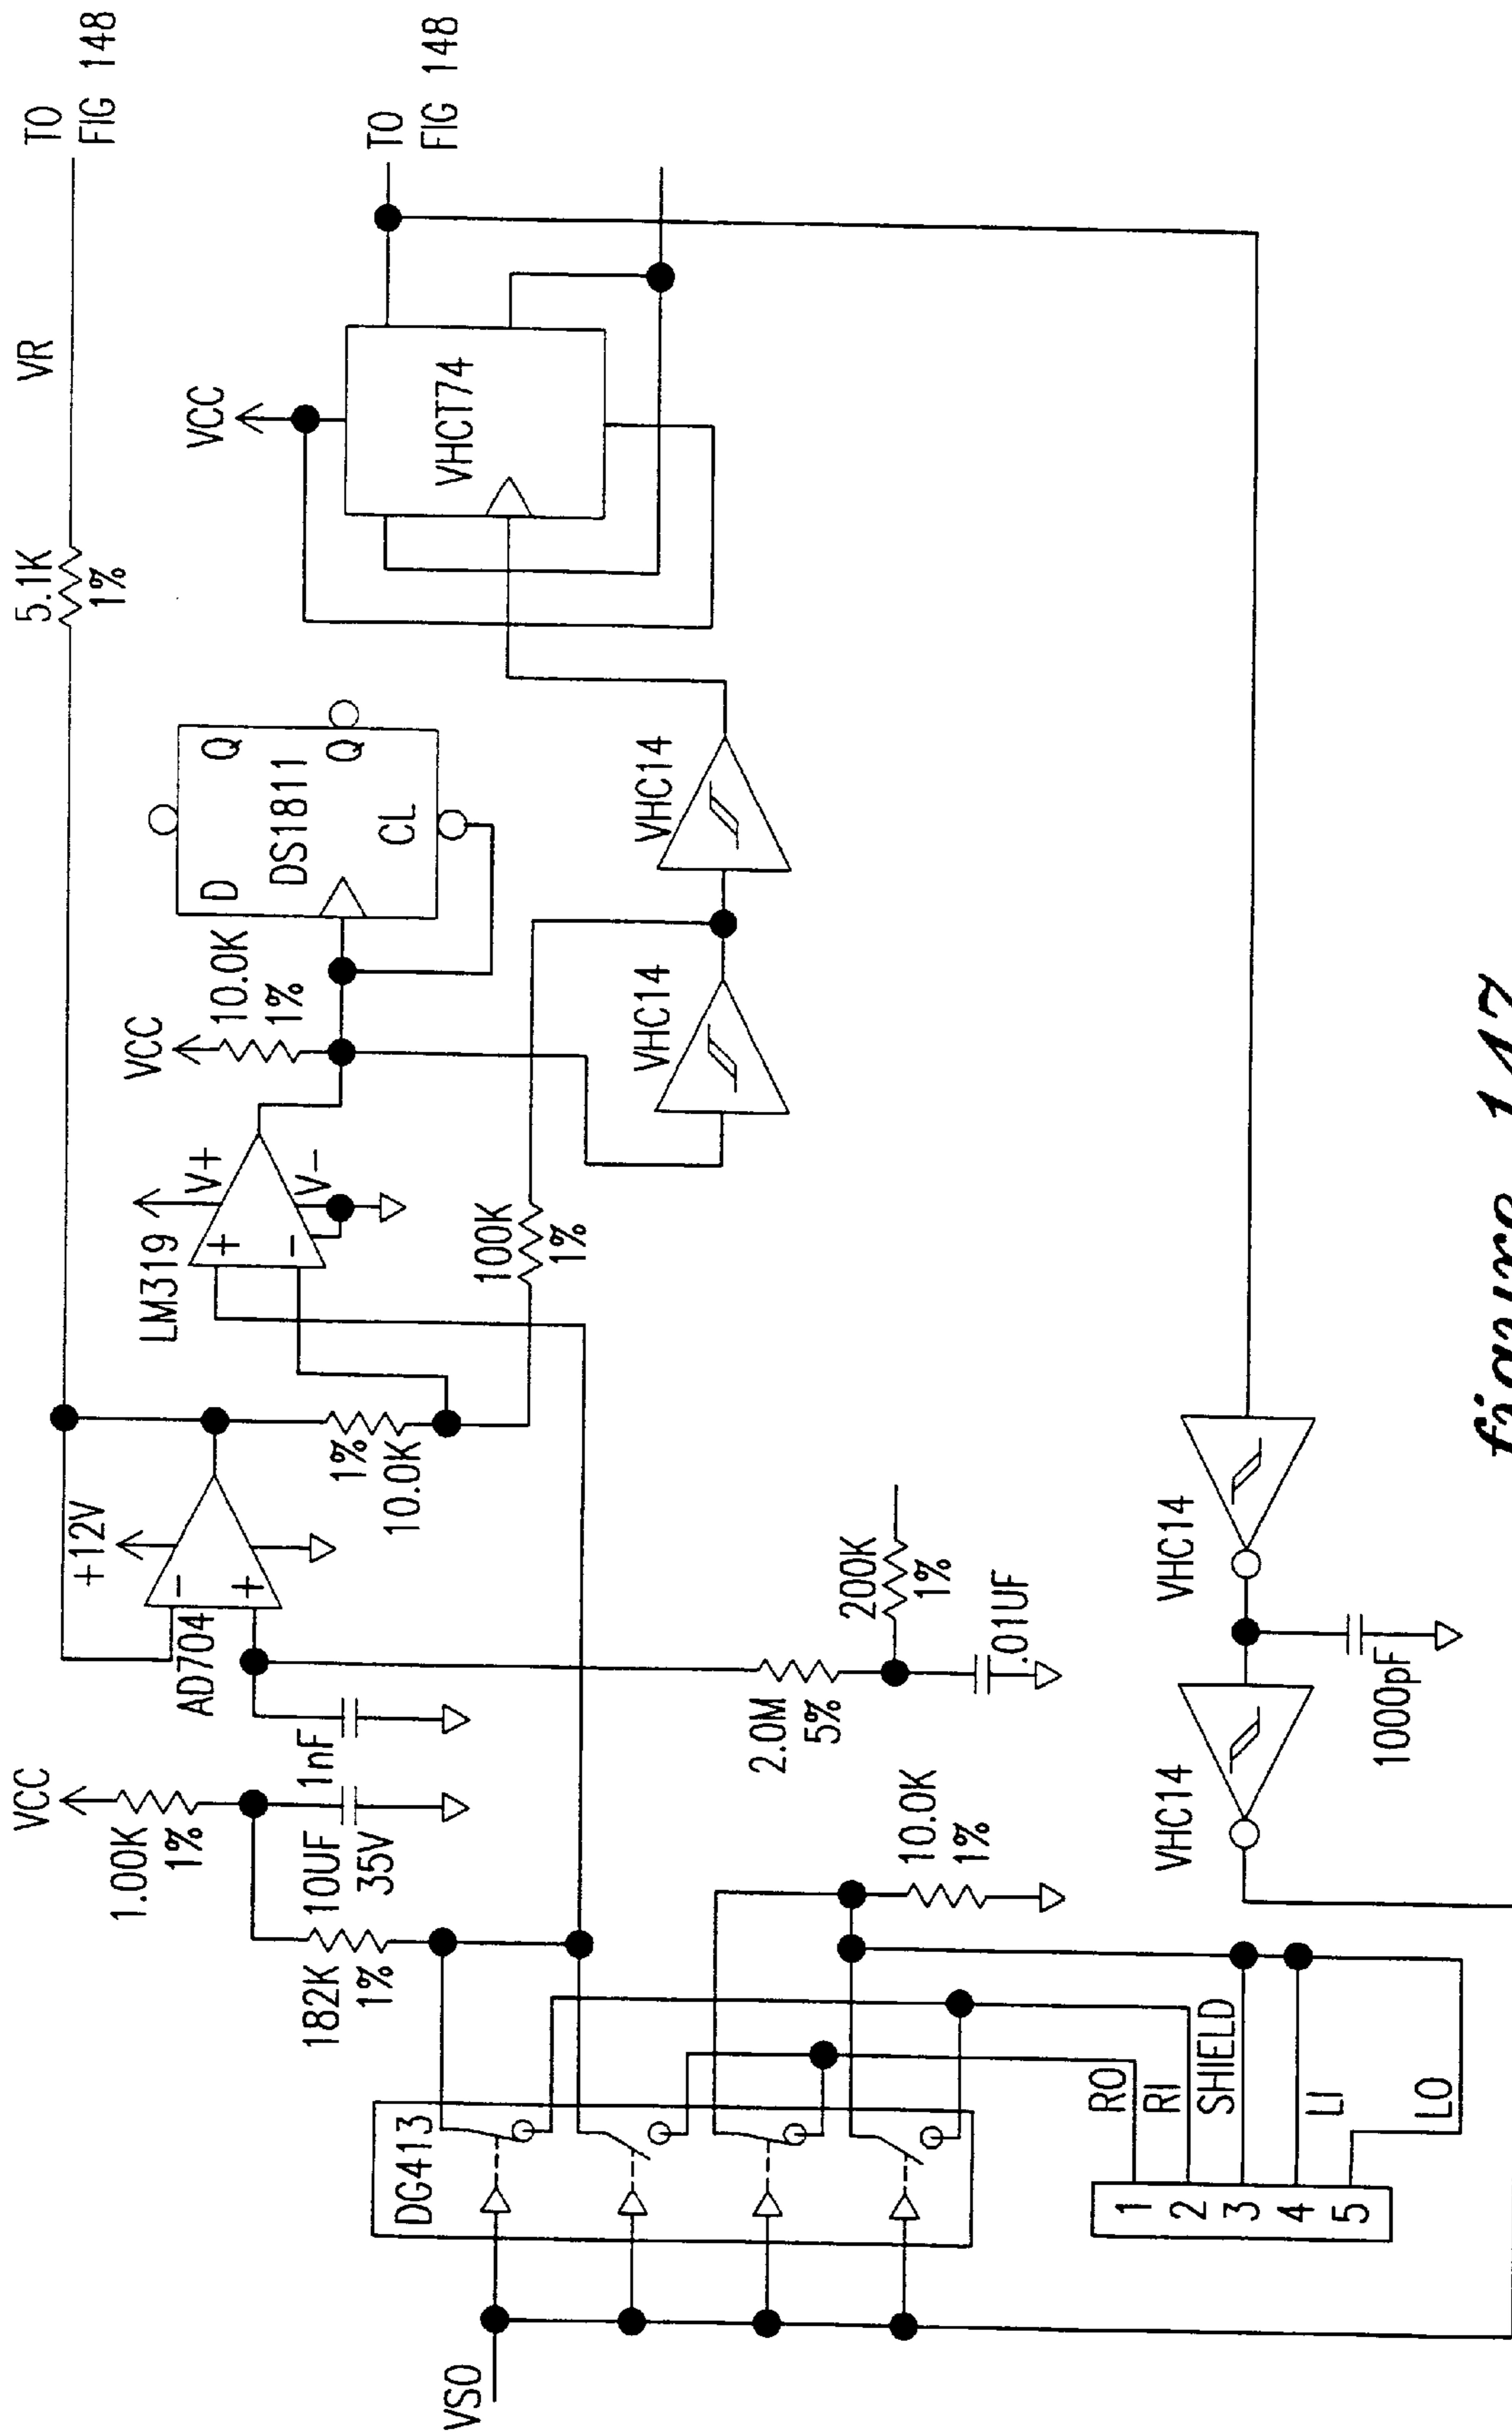 TO
FIG 148
VR
5.1K
1%
TO
FIG 148
VCC
VHCT74
D
Q
DS1811
Q
CL
VCC
10.0K
1%
VHC14
VHC14
LM319
V+
V-
+
-
100K
1%
+12V
AD704
-
+
1%
10.0K
VCC
1.00K
1%
1nF
10UF
35V
182K
1%
2.0M
5%
200K
1%
.01UF
10.0K
1%
VHC14
VHC14
1000pF
DG413
VSO
RO
RI
SHIELD
LI
LO
1
2
3
4
5
figure 147